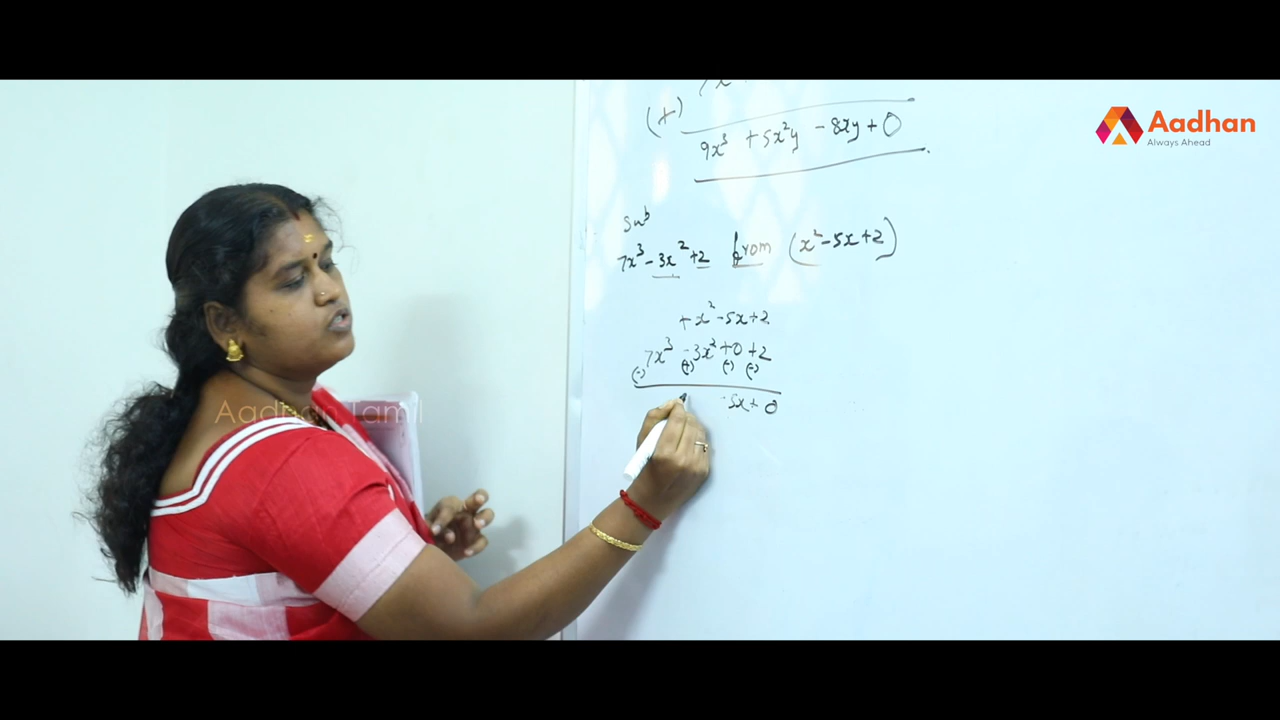 Aadhan
Always Ahead
(+)
9x³ + 5x²y - 8xy + 0
Sub
7x³ - 3x² + 2 from (x² - 5x + 2)
+ x² - 5x + 2
7x³ - 3x² + 0 + 2
(-) (+) (-) (-)
- 5x + 0
Aadhan Tamil